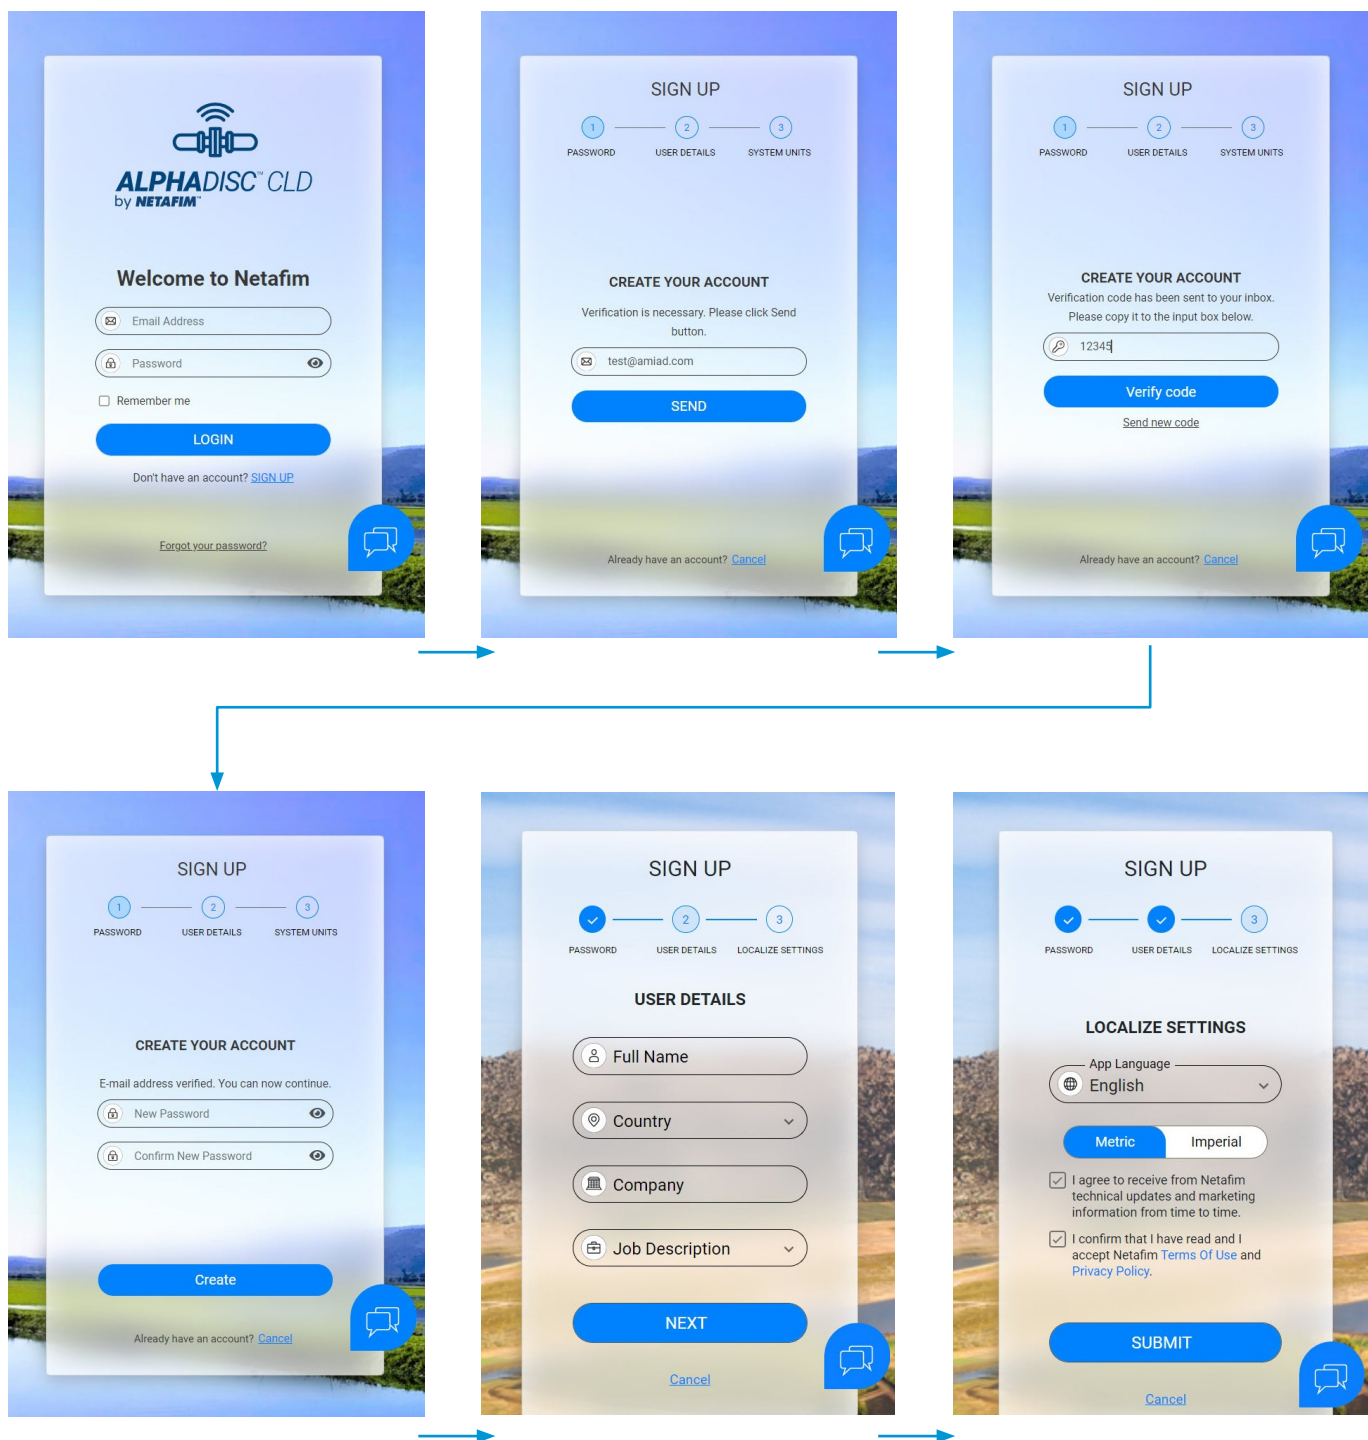 ALPHADISC™ CLD
by NETAFIM™
Welcome to Netafim
Email Address
Password
Remember me
LOGIN
Don't have an account? SIGN UP
Forgot your password?
SIGN UP
1 2 3
PASSWORD USER DETAILS SYSTEM UNITS
CREATE YOUR ACCOUNT
Verification is necessary. Please click Send
button.
test@amiad.com
SEND
Already have an account? Cancel
SIGN UP
1 2 3
PASSWORD USER DETAILS SYSTEM UNITS
CREATE YOUR ACCOUNT
Verification code has been sent to your inbox.
Please copy it to the input box below.
12345
Verify code
Send new code
Already have an account? Cancel
SIGN UP
1 2 3
PASSWORD USER DETAILS SYSTEM UNITS
CREATE YOUR ACCOUNT
E-mail address verified. You can now continue.
New Password
Confirm New Password
Create
Already have an account? Cancel
SIGN UP
2 3
PASSWORD USER DETAILS LOCALIZE SETTINGS
USER DETAILS
Full Name
Country
Company
Job Description
NEXT
Cancel
SIGN UP
3
PASSWORD USER DETAILS LOCALIZE SETTINGS
LOCALIZE SETTINGS
App Language
English
Metric Imperial
I agree to receive from Netafim
technical updates and marketing
information from time to time.
I confirm that I have read and I
accept Netafim Terms Of Use and
Privacy Policy.
SUBMIT
Cancel